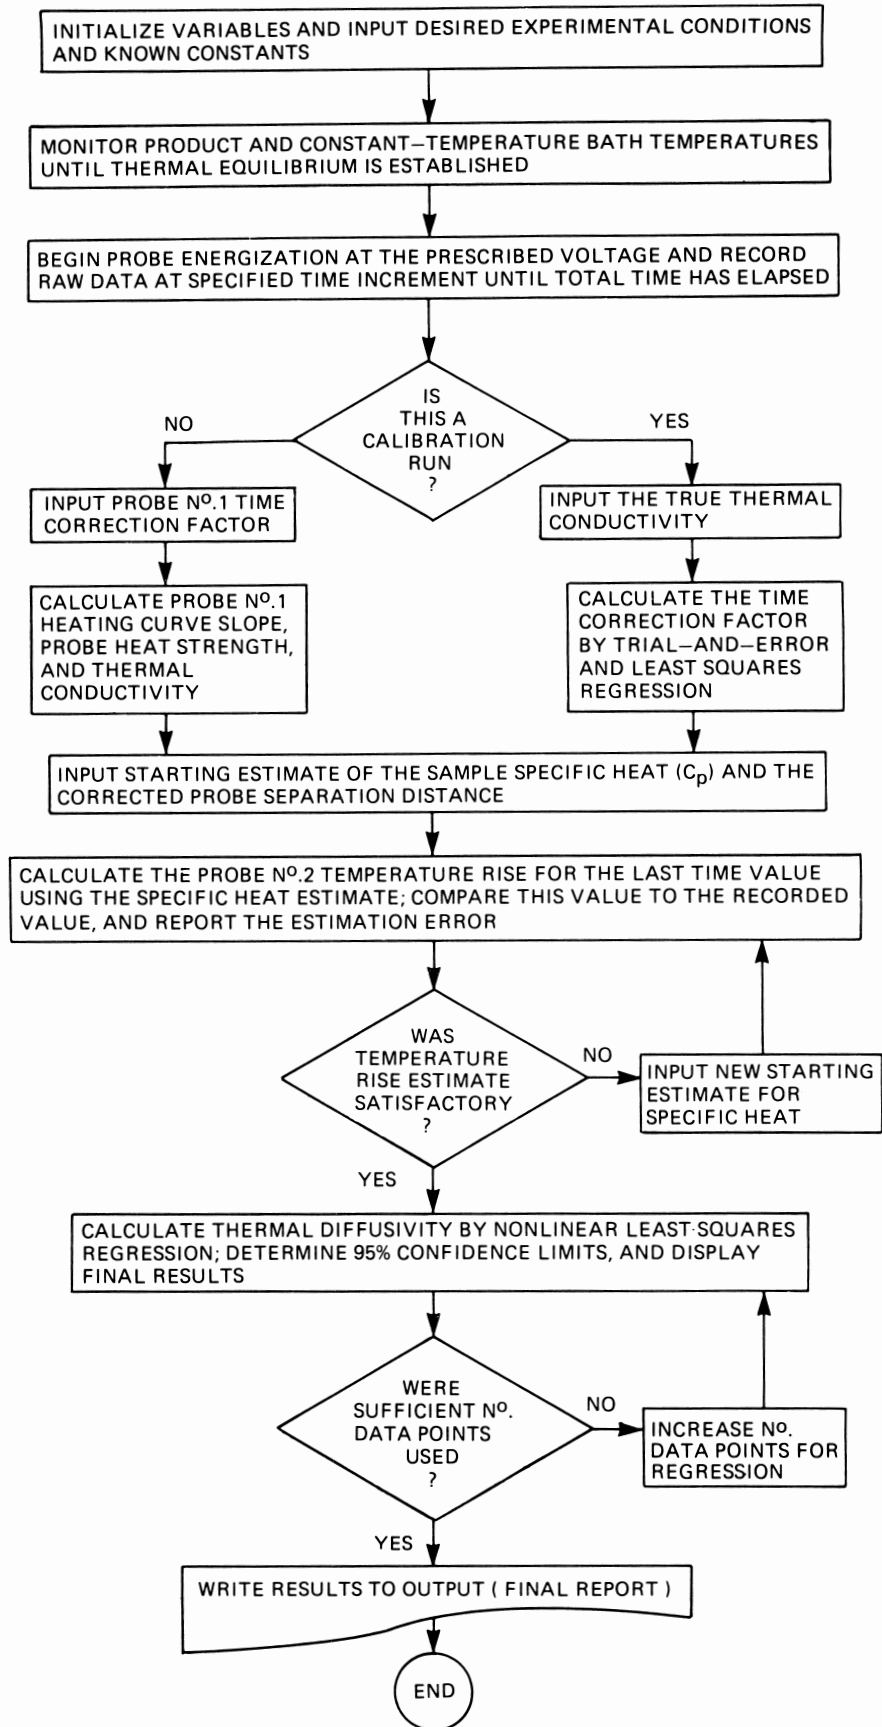 INITIALIZE VARIABLES AND INPUT DESIRED EXPERIMENTAL CONDITIONS
AND KNOWN CONSTANTS
MONITOR PRODUCT AND CONSTANT–TEMPERATURE BATH TEMPERATURES
UNTIL THERMAL EQUILIBRIUM IS ESTABLISHED
BEGIN PROBE ENERGIZATION AT THE PRESCRIBED VOLTAGE AND RECORD
RAW DATA AT SPECIFIED TIME INCREMENT UNTIL TOTAL TIME HAS ELAPSED
IS
THIS A
CALIBRATION
RUN
?
NO
YES
INPUT PROBE Nº.1 TIME
CORRECTION FACTOR
INPUT THE TRUE THERMAL
CONDUCTIVITY
CALCULATE PROBE Nº.1
HEATING CURVE SLOPE,
PROBE HEAT STRENGTH,
AND THERMAL
CONDUCTIVITY
CALCULATE THE TIME
CORRECTION FACTOR
BY TRIAL–AND–ERROR
AND LEAST SQUARES
REGRESSION
INPUT STARTING ESTIMATE OF THE SAMPLE SPECIFIC HEAT (Cp) AND THE
CORRECTED PROBE SEPARATION DISTANCE
CALCULATE THE PROBE Nº.2 TEMPERATURE RISE FOR THE LAST TIME VALUE
USING THE SPECIFIC HEAT ESTIMATE; COMPARE THIS VALUE TO THE RECORDED
VALUE, AND REPORT THE ESTIMATION ERROR
WAS
TEMPERATURE
RISE ESTIMATE
SATISFACTORY
?
NO
INPUT NEW STARTING
ESTIMATE FOR
SPECIFIC HEAT
YES
CALCULATE THERMAL DIFFUSIVITY BY NONLINEAR LEAST-SQUARES
REGRESSION; DETERMINE 95% CONFIDENCE LIMITS, AND DISPLAY
FINAL RESULTS
WERE
SUFFICIENT Nº.
DATA POINTS
USED
?
NO
INCREASE Nº.
DATA POINTS FOR
REGRESSION
YES
WRITE RESULTS TO OUTPUT ( FINAL REPORT )
END